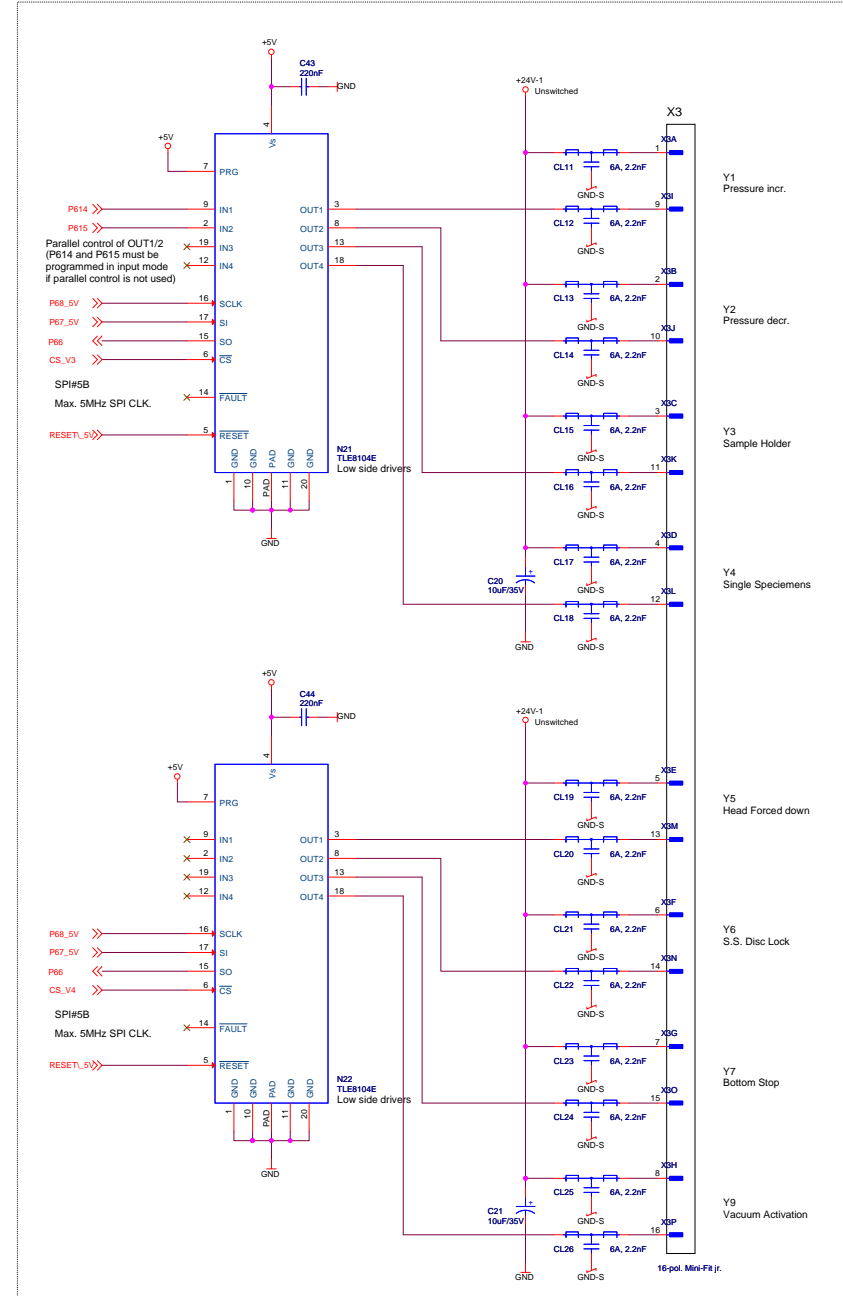 +5V
C43
220nF
GND
+24V-1
Unswitched
X3
4
Vs
+5V
7 PRG
X3A
1
CL11 6A, 2.2nF
GND-S
Y1
Pressure incr.
P614 9 IN1 OUT1 3
X3I
9
CL12 6A, 2.2nF
GND-S
P615 2 IN2 OUT2 8
19 IN3 OUT3 13
12 IN4 OUT4 18
Parallel control of OUT1/2
(P614 and P615 must be
programmed in input mode
if parallel control is not used)
X3B
2
CL13 6A, 2.2nF
GND-S
Y2
Pressure decr.
P68_5V 16 SCLK
P67_5V 17 SI
P66 15 SO
CS_V3 6 CS
X3J
10
CL14 6A, 2.2nF
GND-S
SPI#5B
Max. 5MHz SPI CLK.
14 FAULT
X3C
3
CL15 6A, 2.2nF
GND-S
Y3
Sample Holder
RESET\_5V 5 RESET
N21
TLE8104E
Low side drivers
GND GND PAD GND GND
1 10 PAD 11 20
GND
X3K
11
CL16 6A, 2.2nF
GND-S
X3D
4
CL17 6A, 2.2nF
GND-S
Y4
Single Speciemens
C20
10uF/35V
+
X3L
12
CL18 6A, 2.2nF
GND-S
GND
+5V
C44
220nF
GND
+24V-1
Unswitched
4
Vs
+5V
7 PRG
X3E
5
CL19 6A, 2.2nF
GND-S
Y5
Head Forced down
9 IN1 OUT1 3
2 IN2 OUT2 8
19 IN3 OUT3 13
12 IN4 OUT4 18
X3M
13
CL20 6A, 2.2nF
GND-S
X3F
6
CL21 6A, 2.2nF
GND-S
Y6
S.S. Disc Lock
P68_5V 16 SCLK
P67_5V 17 SI
P66 15 SO
CS_V4 6 CS
X3N
14
CL22 6A, 2.2nF
GND-S
SPI#5B
Max. 5MHz SPI CLK.
14 FAULT
X3G
7
CL23 6A, 2.2nF
GND-S
Y7
Bottom Stop
RESET\_5V 5 RESET
N22
TLE8104E
Low side drivers
GND GND PAD GND GND
1 10 PAD 11 20
GND
X3O
15
CL24 6A, 2.2nF
GND-S
X3H
8
CL25 6A, 2.2nF
GND-S
Y9
Vacuum Activation
C21
10uF/35V
+
X3P
16
CL26 6A, 2.2nF
GND-S
GND
16-pol. Mini-Fit jr.